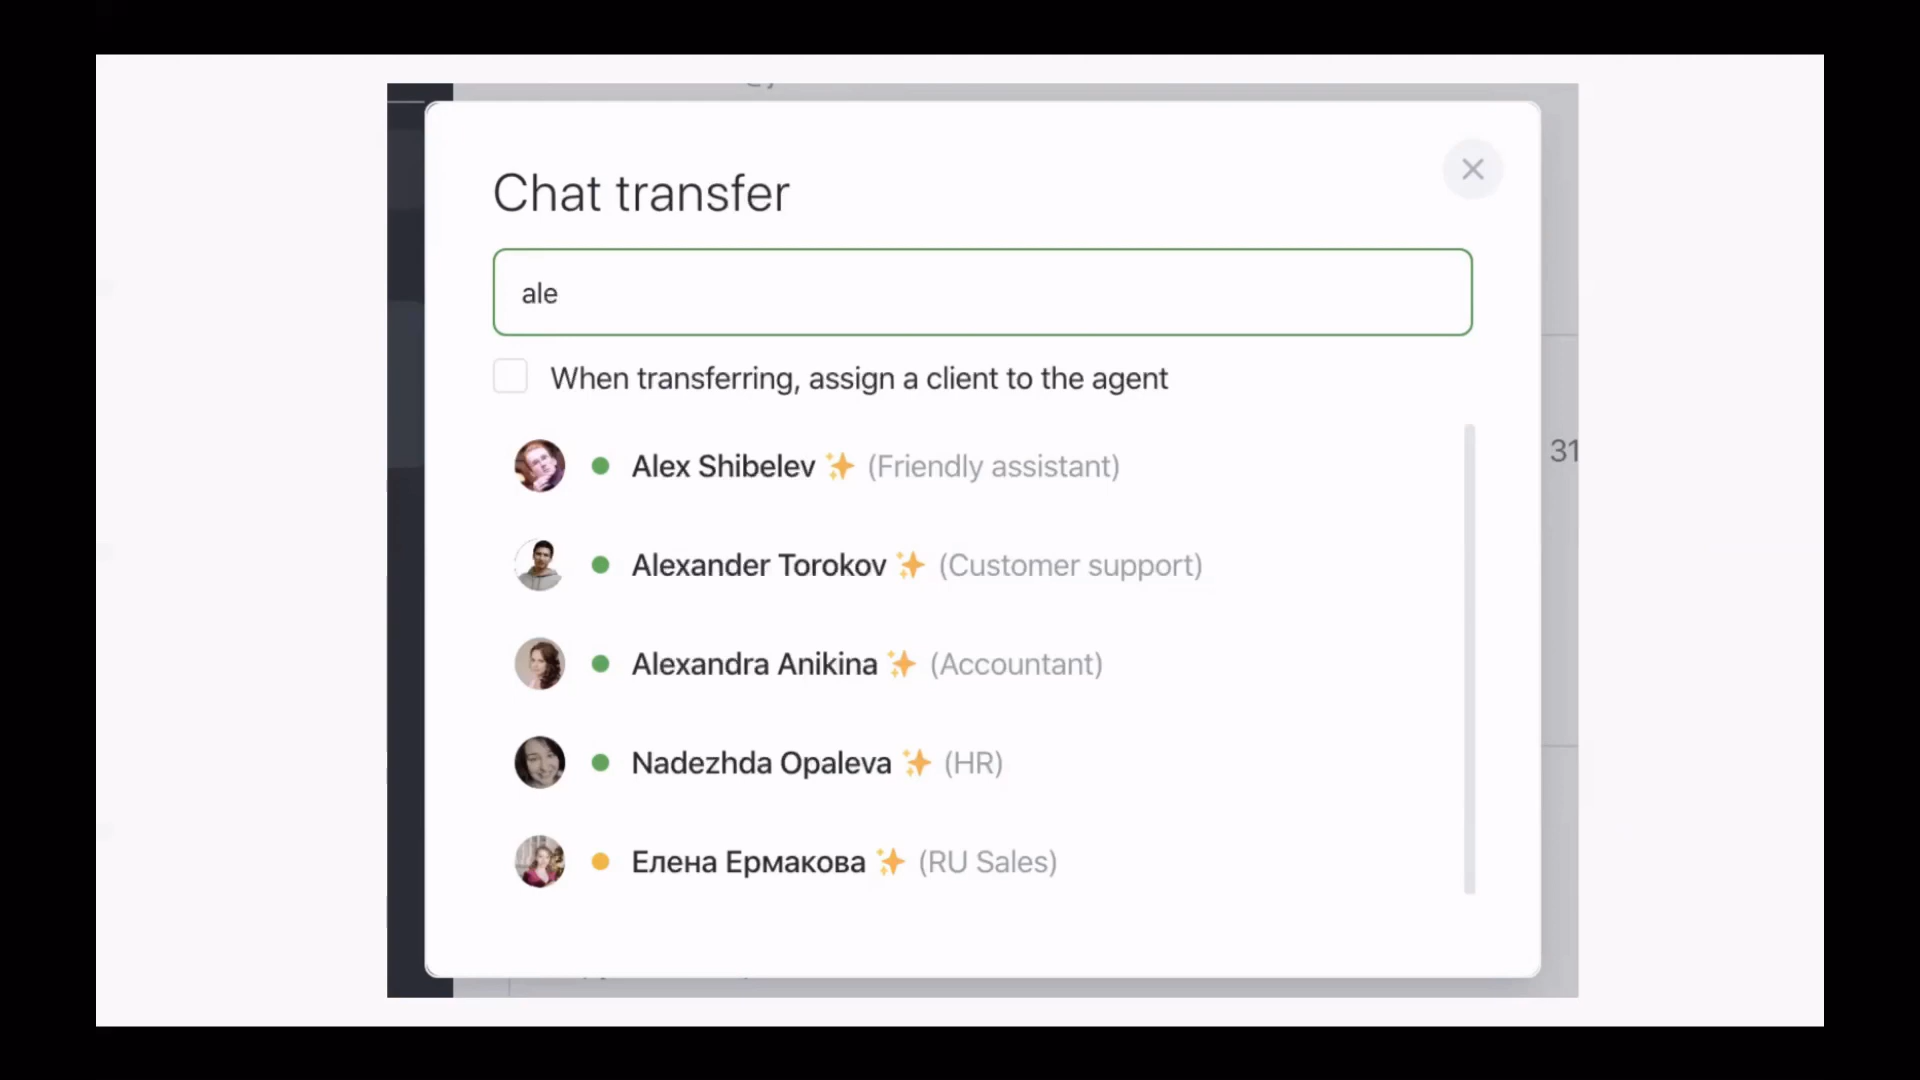 Chat transfer
ale
When transferring, assign a client to the agent
Alex Shibelev ✨ (Friendly assistant)
31
Alexander Torokov ✨ (Customer support)
Alexandra Anikina ✨ (Accountant)
Nadezhda Opaleva ✨ (HR)
Елена Ермакова ✨ (RU Sales)